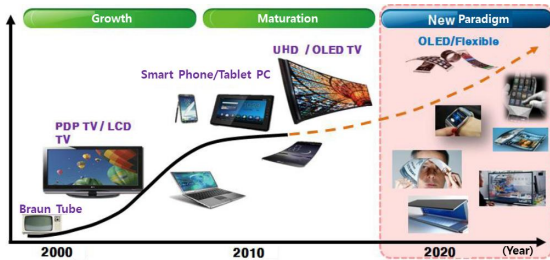 Growth
Maturation
New Paradigm
UHD / OLED TV
OLED/Flexible
Smart Phone/Tablet PC
PDP TV / LCD
TV
Braun Tube
2000
2010
2020
(Year)